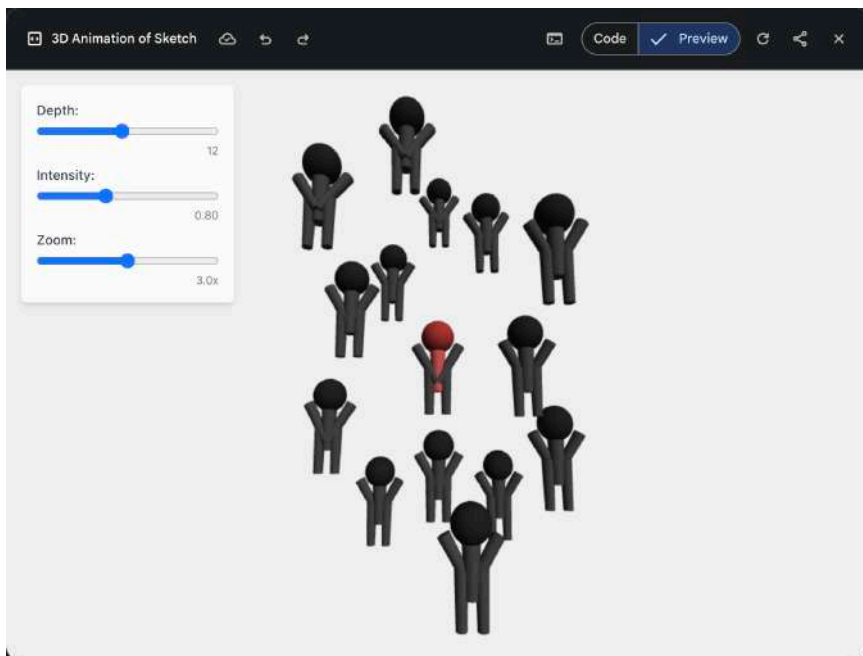 3D Animation of Sketch
Code
Preview
Depth:
12
Intensity:
0.80
Zoom:
3.0x